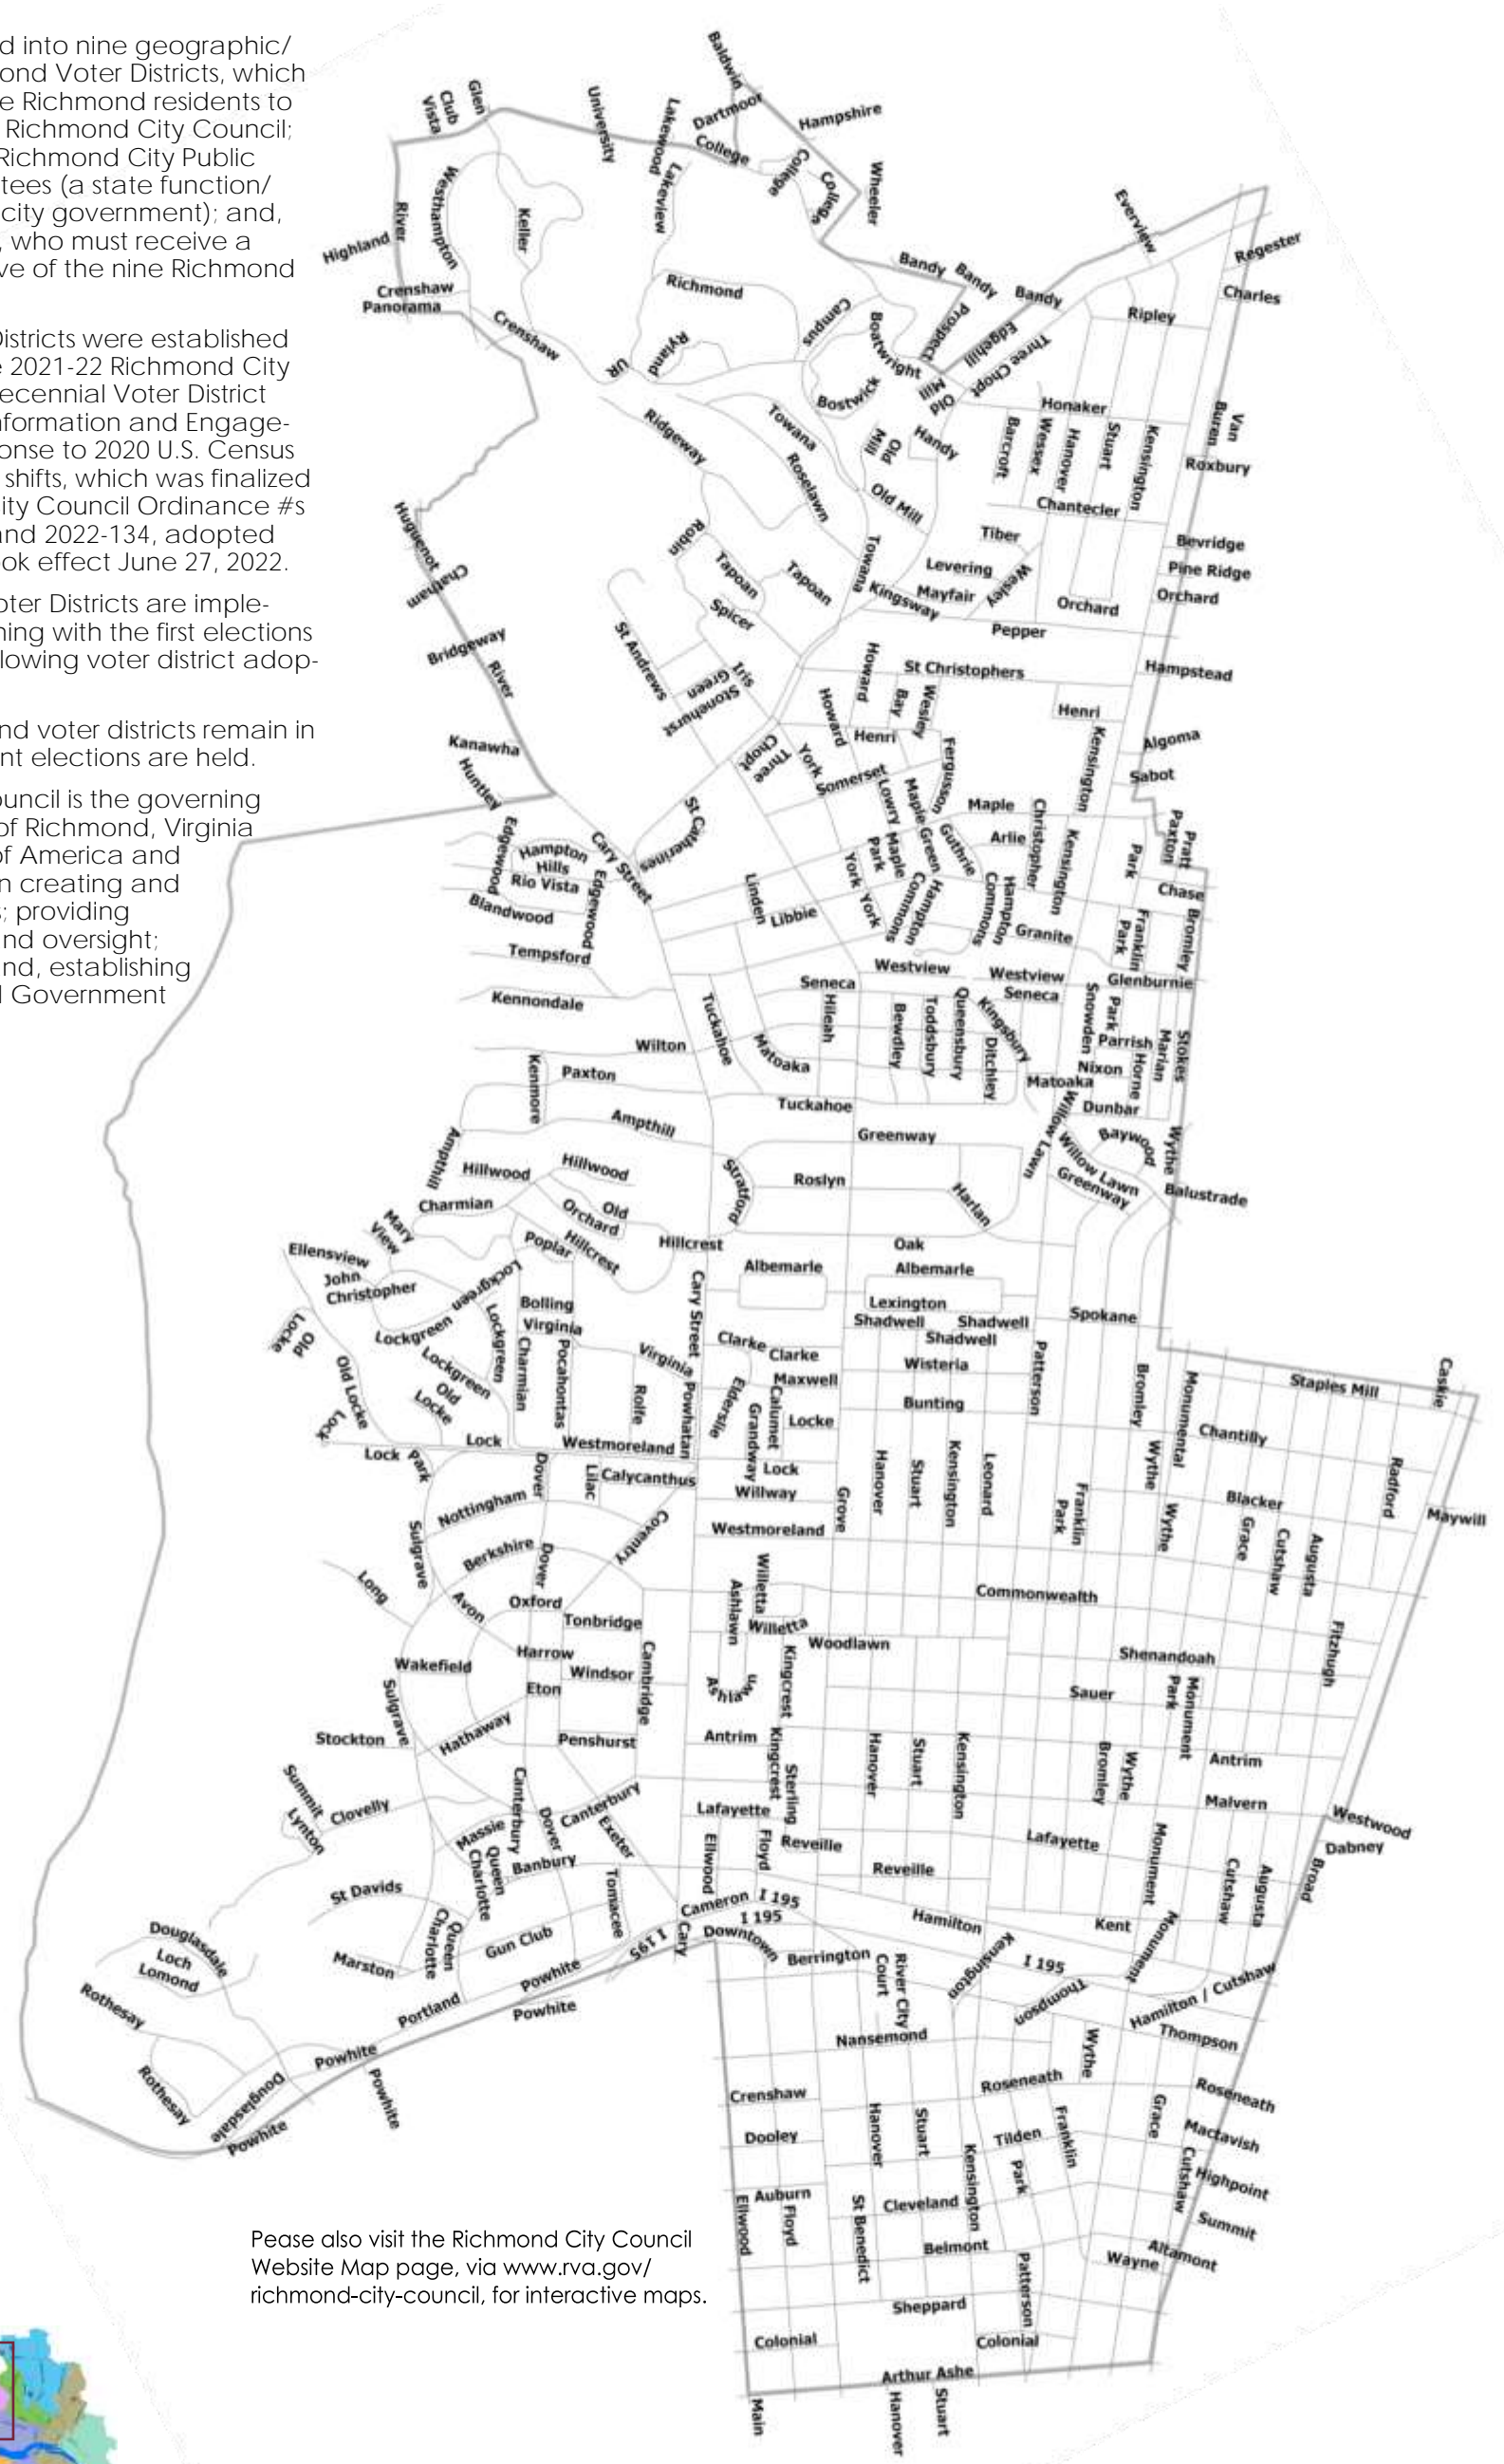 d into nine geographic/
ond Voter Districts, which
e Richmond residents to
Richmond City Council;
Richmond City Public
tees (a state function/
city government); and,
, who must receive a
ve of the nine Richmond
Districts were established
e 2021-22 Richmond City
ecennial Voter District
nformation and Engage-
onse to 2020 U.S. Census
shifts, which was finalized
ity Council Ordinance #s
and 2022-134, adopted
ook effect June 27, 2022.
oter Districts are imple-
ning with the first elections
llowing voter district adop-
nd voter districts remain in
nt elections are held.
ouncil is the governing
of Richmond, Virginia
of America and
n creating and
s; providing
and oversight;
and, establishing
l Government
Baldwin
Glen
Club Vista
University
Lakewood
Dartmoor
Hampshire
College
College
College
Wheeler
Westhampton
Lakeview
Keller
River
Highland
Everview
Regester
Bandy
Bandy
Bandy
Charles
Crenshaw
Panorama
Crenshaw
Richmond
Campus
Prospect
Edgehill
Three Chopt
Ripley
UR
Ryland
Boatwright
Old Mill
Bostwick
Honaker
Van Buren
Ridgeway
Towana
Old Mill
Handy
Barcroft
Wessex
Hanover
Stuart
Kensington
Roxbury
Roslawn
Old Mill
Chantecler
Huguenot
Robin
Tiber
Bevridge
Chatham
Tapoan
Tapoan
Towana
Levering
Wesley
Pine Ridge
Kingsway
Mayfair
Orchard
Orchard
Spicer
Pepper
Bridgeway
River
St Andrews
Iris
Green
Stonehurst
Howard
St Christophers
Hampstead
Howard
Bay
Wesley
Henri
Henri
Kanawha
Three Chopt
York
Fergusson
Kensington
Algoma
Huntley
Somerset
Sabot
St Catherines
Lowry
Maple Green
Maple
Christopher
Pratt
Paxton
Edgewood
Hampton Hills
Cary Street
Park
Maple
Guthrie
Arlie
Kensington
Park
Rio Vista
Edgewood
Chase
Blandwood
Linden
Libbie
York
York
Commons
Hampton
Commons
Hampton
Granite
Franklin
Park
Bromley
Tempsford
Westview
Westview
Glenburnie
Seneca
Seneca
Kennondale
Tuckahoe
Hileah
Bewdley
Toddsbury
Queensbury
Kingsbury
Ditchley
Snowden
Park
Parrish
Marian
Stokes
Wilton
Matoaka
Nixon
Horne
Kenmore
Paxton
Matoaka
Tuckahoe
Dunbar
Ampthill
Greenway
Willow Lawn
Baywood
Wythe
Ampthill
Hillwood
Hillwood
Stratford
Roslyn
Harlan
Willow Lawn
Greenway
Balustrade
Charmian
Old Orchard
Mary View
Poplar
Hillcrest
Hillcrest
Oak
Ellensview
Albemarle
Albemarle
John
Christopher
Lockgreen
Cary Street
Lexington
Bolling
Shadwell
Shadwell
Spokane
Old Locke
Lockgreen
Lockgreen
Virginia
Clarke
Clarke
Shadwell
Virginia
Wisteria
Patterson
Staples Mill
Caskie
Old Locke
Lockgreen
Charmian
Pocahontas
Powhatan
Maxwell
Bromley
Monumental
Old Locke
Rolfe
Elderslie
Calumet
Grandway
Locke
Bunting
Chantilly
Lock
Lock
Westmoreland
Lock
Park
Dover
Lilac
Calycanthus
Lock
Hanover
Stuart
Kensington
Leonard
Wythe
Radford
Willway
Grove
Franklin
Park
Blacker
Nottingham
Coventry
Westmoreland
Wythe
Grace
Cutshaw
Augusta
Maywill
Sulgrave
Berkshire
Dover
Long
Avon
Oxford
Ashlawn
Willetta
Commonwealth
Tonbridge
Willetta
Woodlawn
Shenandoah
Fitzhugh
Harrow
Wakefield
Windsor
Cambridge
Eton
Ashlawn
Kingcrest
Sauer
Monument
Park
Sulgrave
Stockton
Hathaway
Penshurst
Antrim
Kingcrest
Hanover
Stuart
Kensington
Bromley
Wythe
Antrim
Summit
Lynton
Clovelly
Canterbury
Canterbury
Sterling
Malvern
Westwood
Dover
Lafayette
Massie
Exeter
Floyd
Reveille
Lafayette
Monument
Dabney
Queen Charlotte
Banbury
Ellwood
Reveille
Cutshaw
Augusta
Broad
St Davids
Tomacee
Cameron
I 195
I 195
Hamilton
Kent
Monument
Douglasdale
Queen Charlotte
Gun Club
I 195
Cary
Downtown
Berrington
River City
Court
Kensington
I 195
Loch
Lomond
Marston
Powhite
Thompson
Hamilton / Cutshaw
Rothesay
Portland
Powhite
Nansemond
Wythe
Thompson
Powhite
Rothesay
Douglasdale
Powhite
Powhite
Crenshaw
Roseneath
Roseneath
Dooley
Hanover
Stuart
Tilden
Franklin
Grace
Mactavish
Kensington
Park
Cutshaw
Highpoint
Auburn
Ellwood
Floyd
St Benedict
Cleveland
Summit
Belmont
Altamont
Wayne
Patterson
Sheppard
Colonial
Colonial
Arthur Ashe
Main
Hanover
Stuart
Pease also visit the Richmond City Council
Website Map page, via www.rva.gov/
richmond-city-council, for interactive maps.